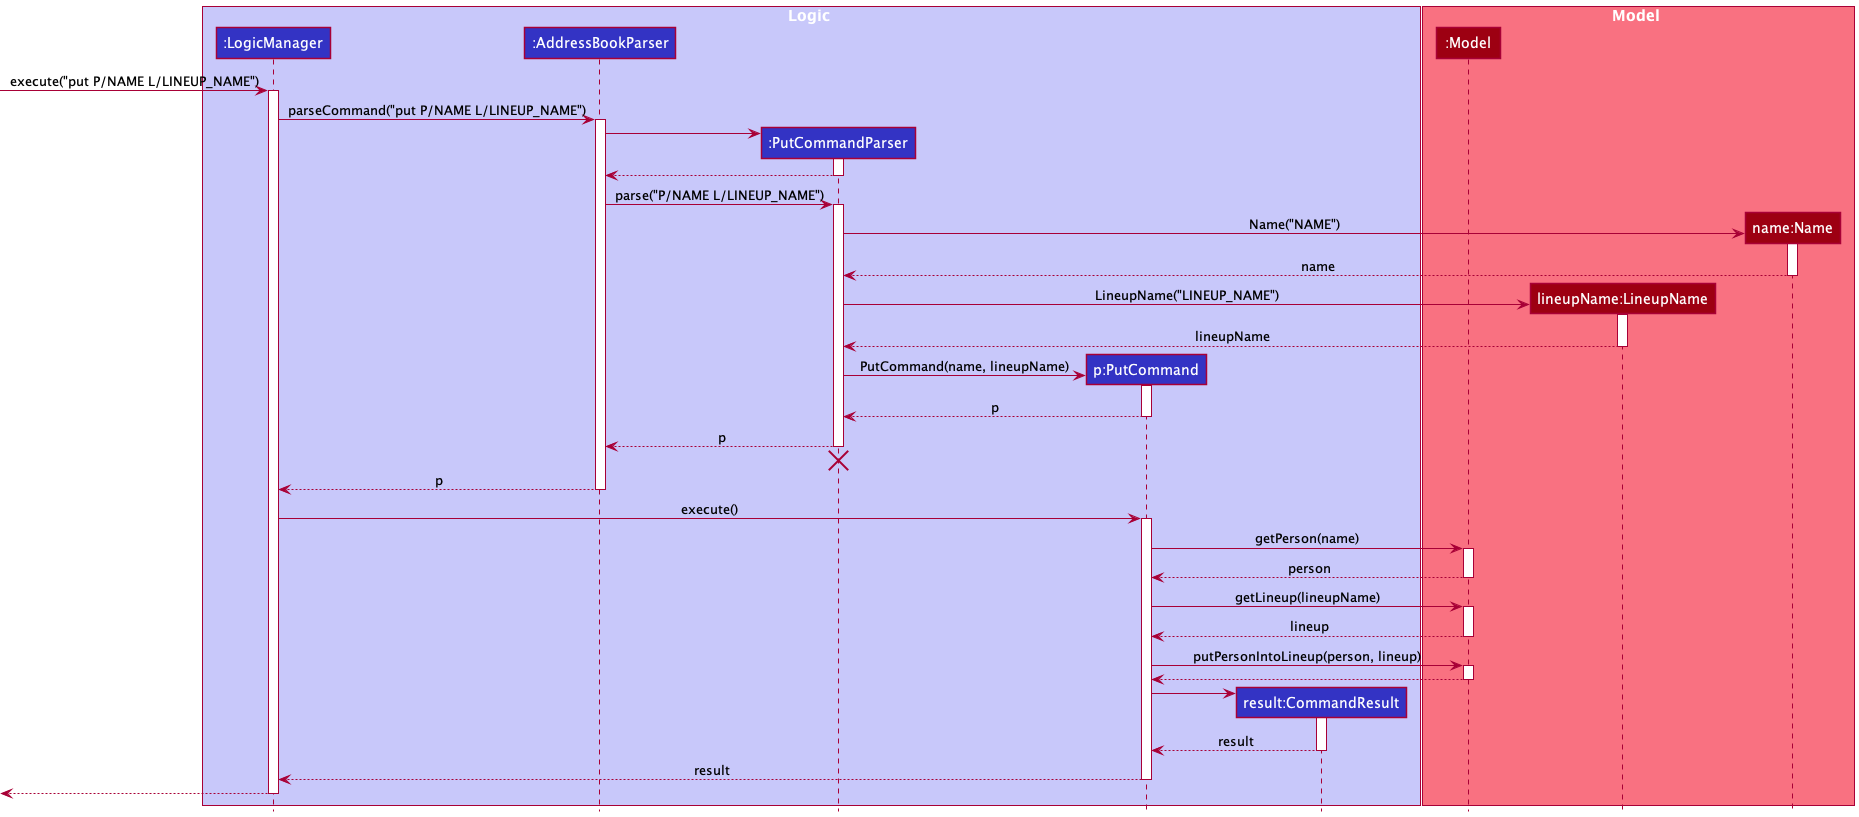 Logic
Model
:LogicManager
:AddressBookParser
:Model
execute("put P/NAME L/LINEUP_NAME")
parseCommand("put P/NAME L/LINEUP_NAME")
:PutCommandParser
parse("P/NAME L/LINEUP_NAME")
Name("NAME")
name:Name
name
LineupName("LINEUP_NAME")
lineupName:LineupName
lineupName
PutCommand(name, lineupName)
p:PutCommand
p
p
p
execute()
getPerson(name)
person
getLineup(lineupName)
lineup
putPersonIntoLineup(person, lineup)
result:CommandResult
result
result